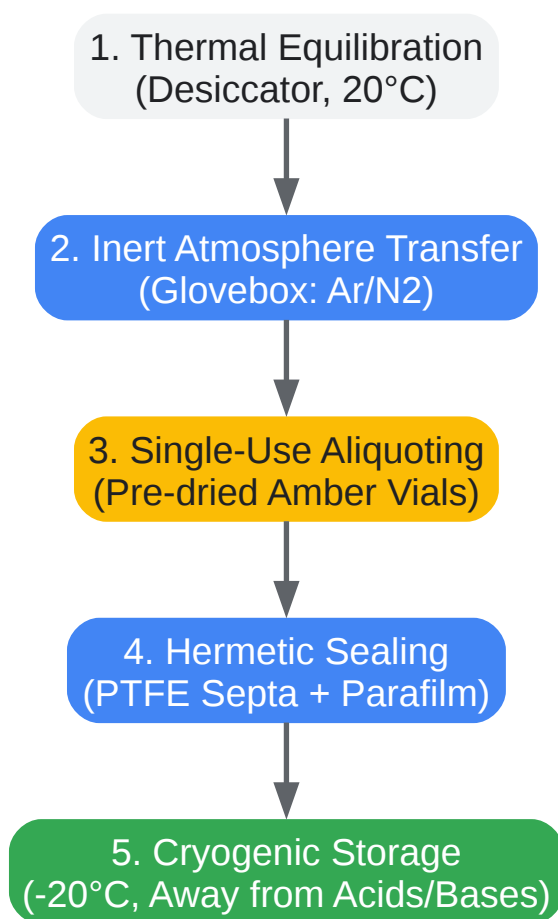 1. Thermal Equilibration
(Desiccator, 20°C)
2. Inert Atmosphere Transfer
(Glovebox: Ar/N2)
3. Single-Use Aliquoting
(Pre-dried Amber Vials)
4. Hermetic Sealing
(PTFE Septa + Parafilm)
5. Cryogenic Storage
(-20°C, Away from Acids/Bases)